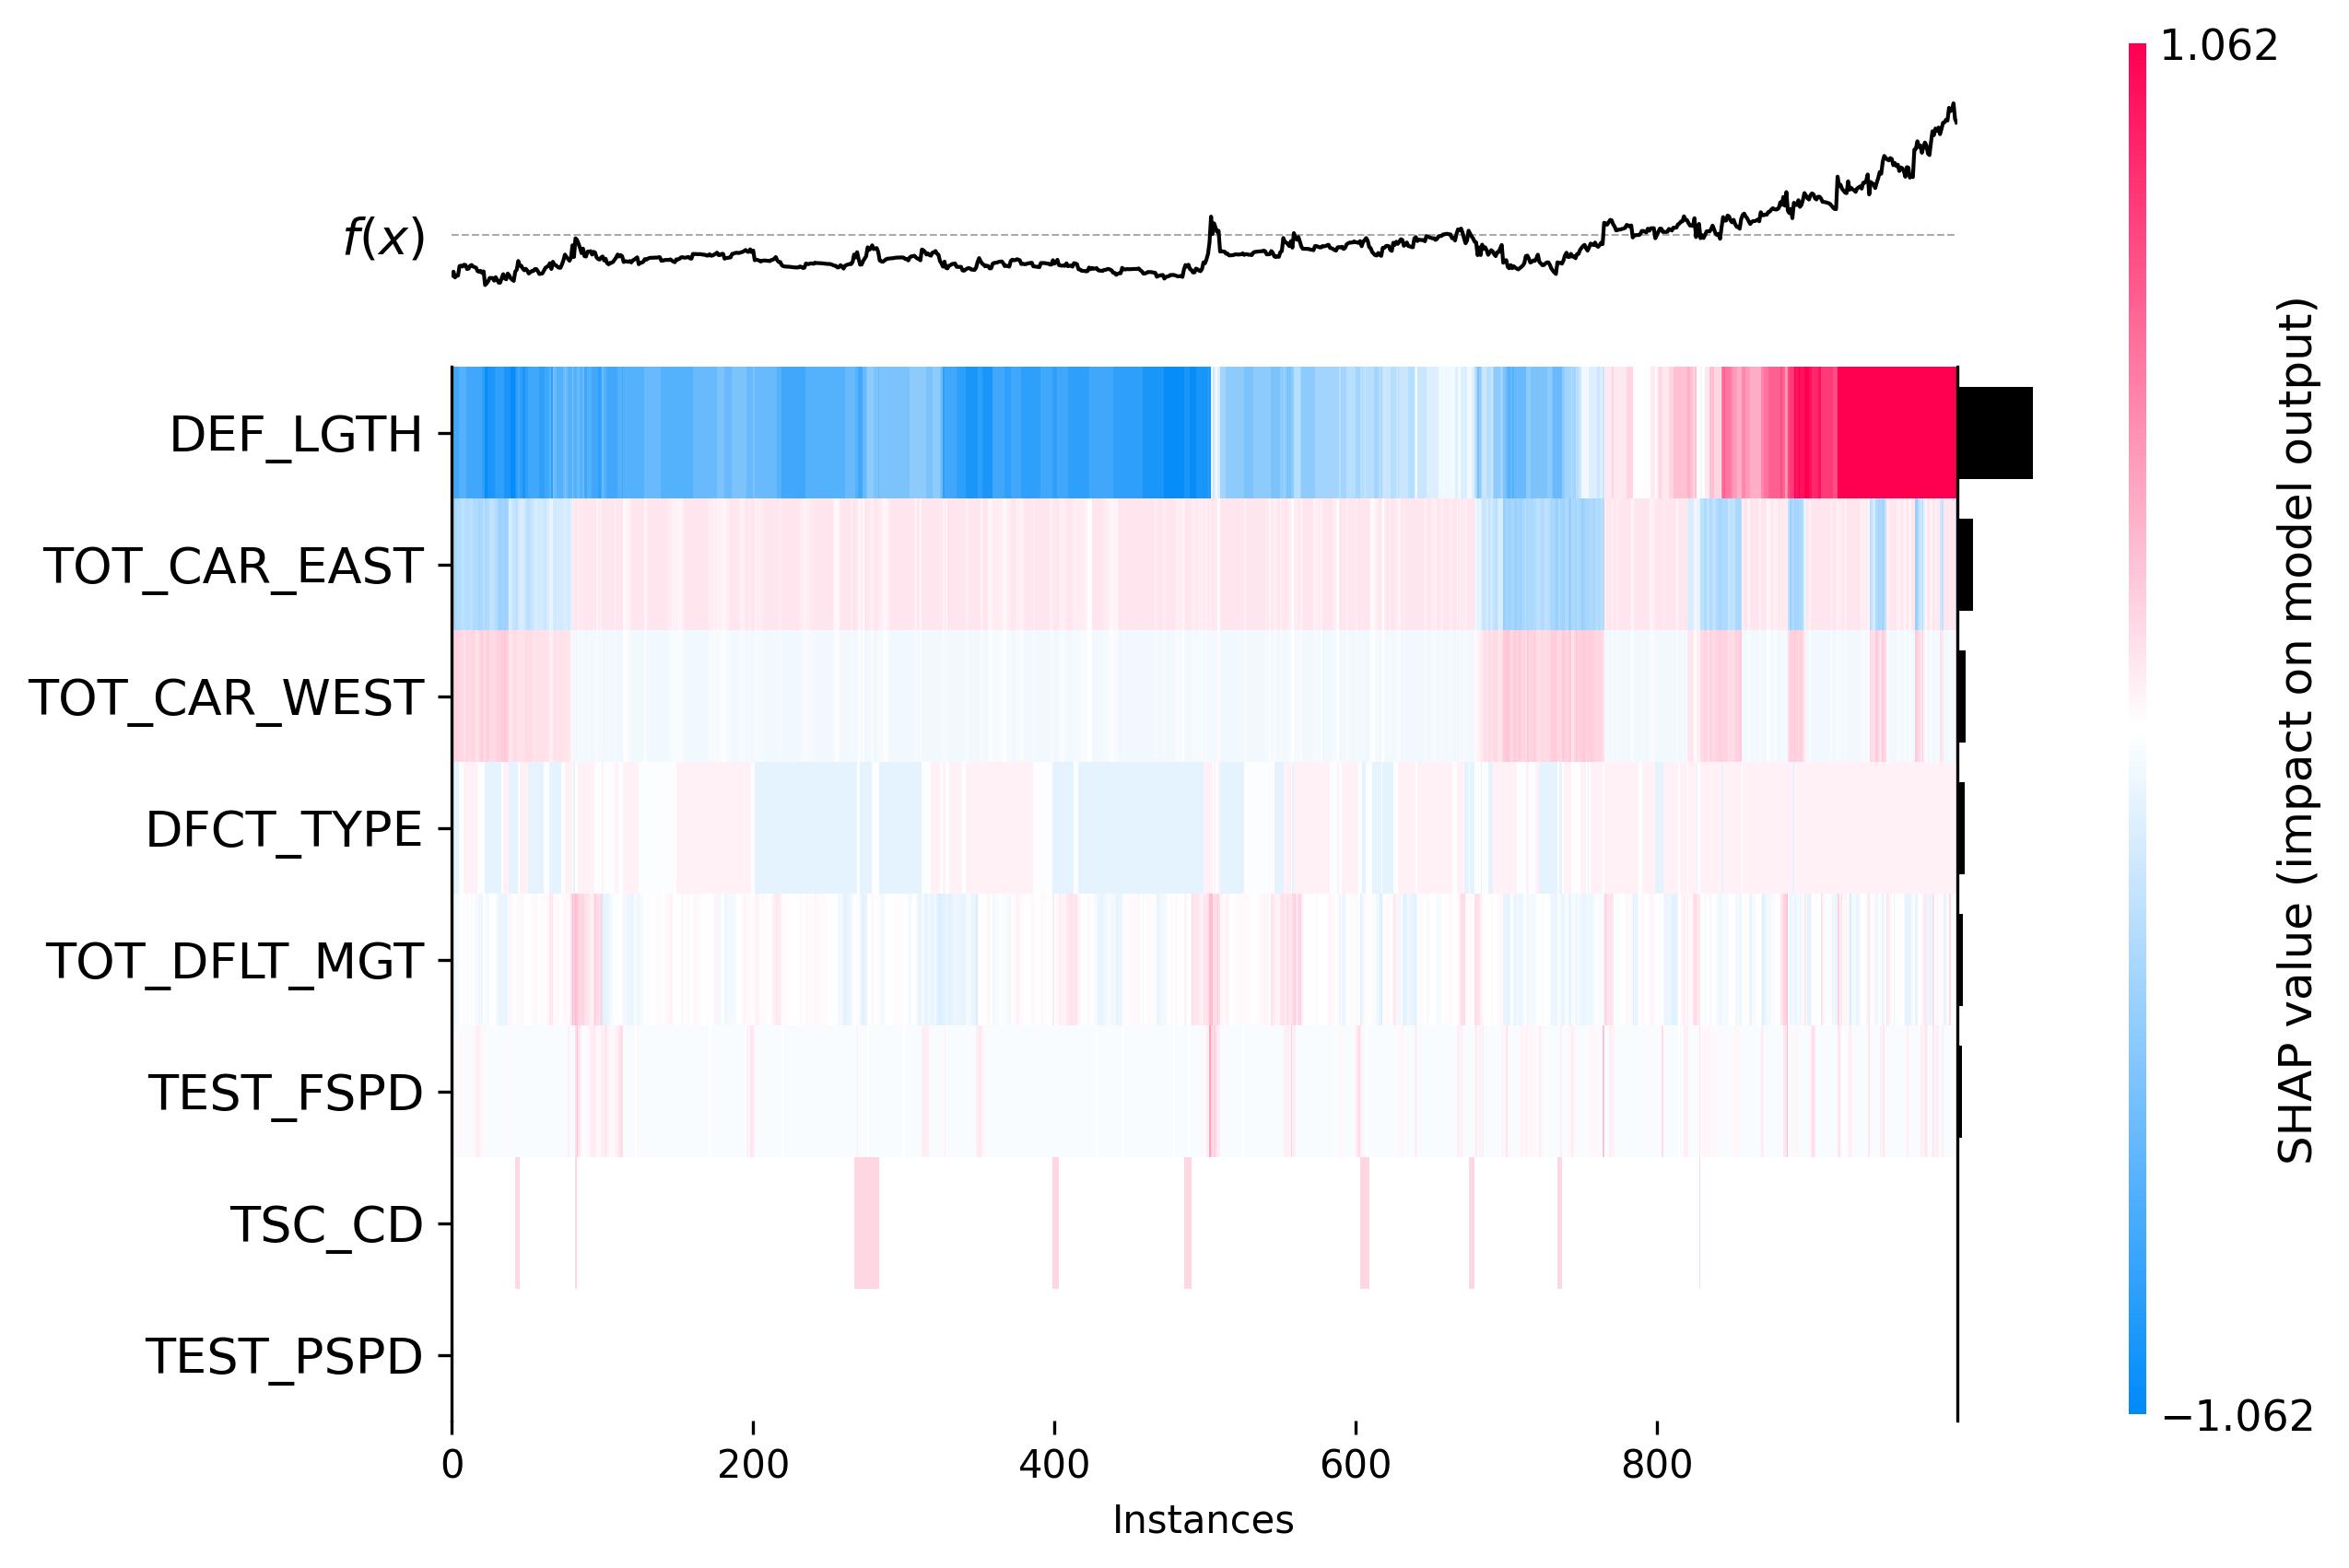 1.062
f(x)
DEF_LGTH
TOT_CAR_EAST
TOT_CAR_WEST
DFCT_TYPE
TOT_DFLT_MGT
TEST_FSPD
TSC_CD
TEST_PSPD
0 200 400 600 800
Instances
−1.062
SHAP value (impact on model output)